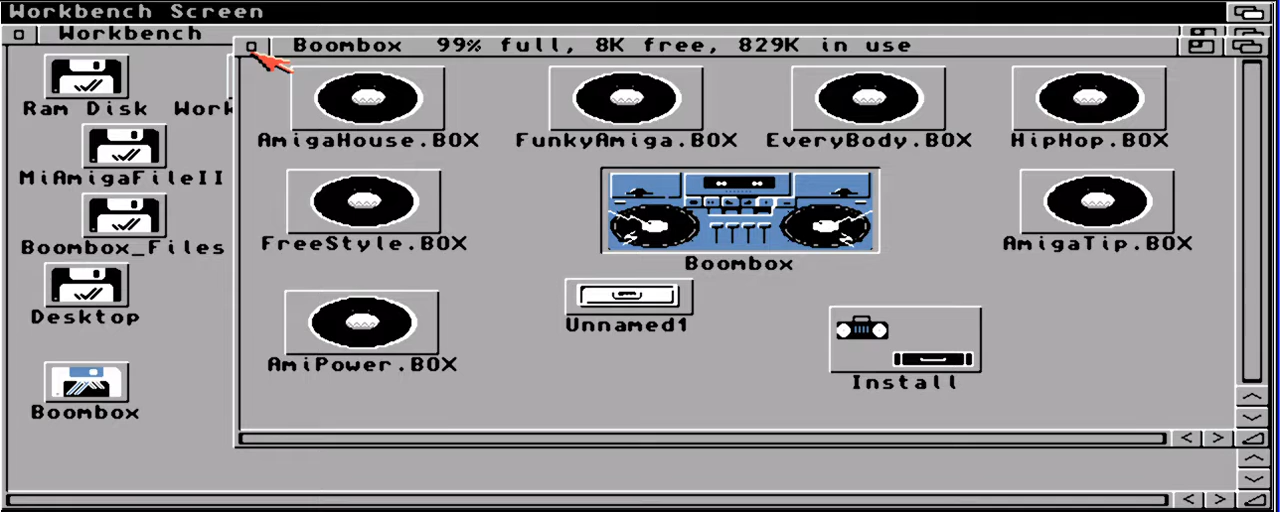 Workbench Screen
Workbench
Boombox 99% full, 8K free, 829K in use
Ram Disk Work
MiAmigaFileII
Boombox_Files
Desktop
Boombox
AmigaHouse.BOX FunkyAmiga.BOX EveryBody.BOX HipHop.BOX
FreeStyle.BOX Boombox AmigaTip.BOX
AmiPower.BOX Unnamed1 Install